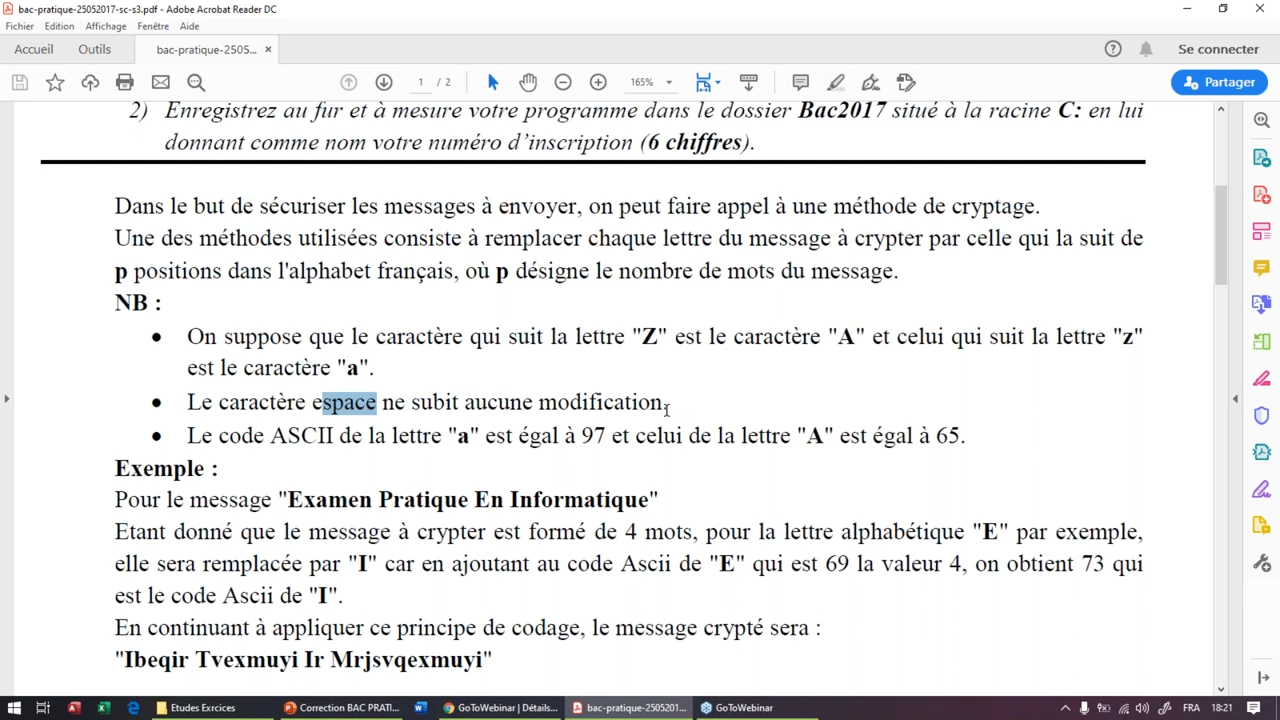 bac-pratique-25052017-sc-s3.pdf - Adobe Acrobat Reader DC
Fichier Edition Affichage Fenêtre Aide
Accueil Outils bac-pratique-2505... × Se connecter
1 / 2 165% Partager
2) Enregistrez au fur et à mesure votre programme dans le dossier Bac2017 situé à la racine C: en lui
donnant comme nom votre numéro d'inscription (6 chiffres).
Dans le but de sécuriser les messages à envoyer, on peut faire appel à une méthode de cryptage.
Une des méthodes utilisées consiste à remplacer chaque lettre du message à crypter par celle qui la suit de
p positions dans l'alphabet français, où p désigne le nombre de mots du message.
NB :
• On suppose que le caractère qui suit la lettre "Z" est le caractère "A" et celui qui suit la lettre "z"
est le caractère "a".
• Le caractère espace ne subit aucune modification.
• Le code ASCII de la lettre "a" est égal à 97 et celui de la lettre "A" est égal à 65.
Exemple :
Pour le message "Examen Pratique En Informatique"
Etant donné que le message à crypter est formé de 4 mots, pour la lettre alphabétique "E" par exemple,
elle sera remplacée par "I" car en ajoutant au code Ascii de "E" qui est 69 la valeur 4, on obtient 73 qui
est le code Ascii de "I".
En continuant à appliquer ce principe de codage, le message crypté sera :
"Ibeqir Tvexmuyi Ir Mrjsvqexmuyi"
Etudes Exrcices Correction BAC PRATI... GoToWebinar | Détails... bac-pratique-2505201... GoToWebinar FRA 18:21